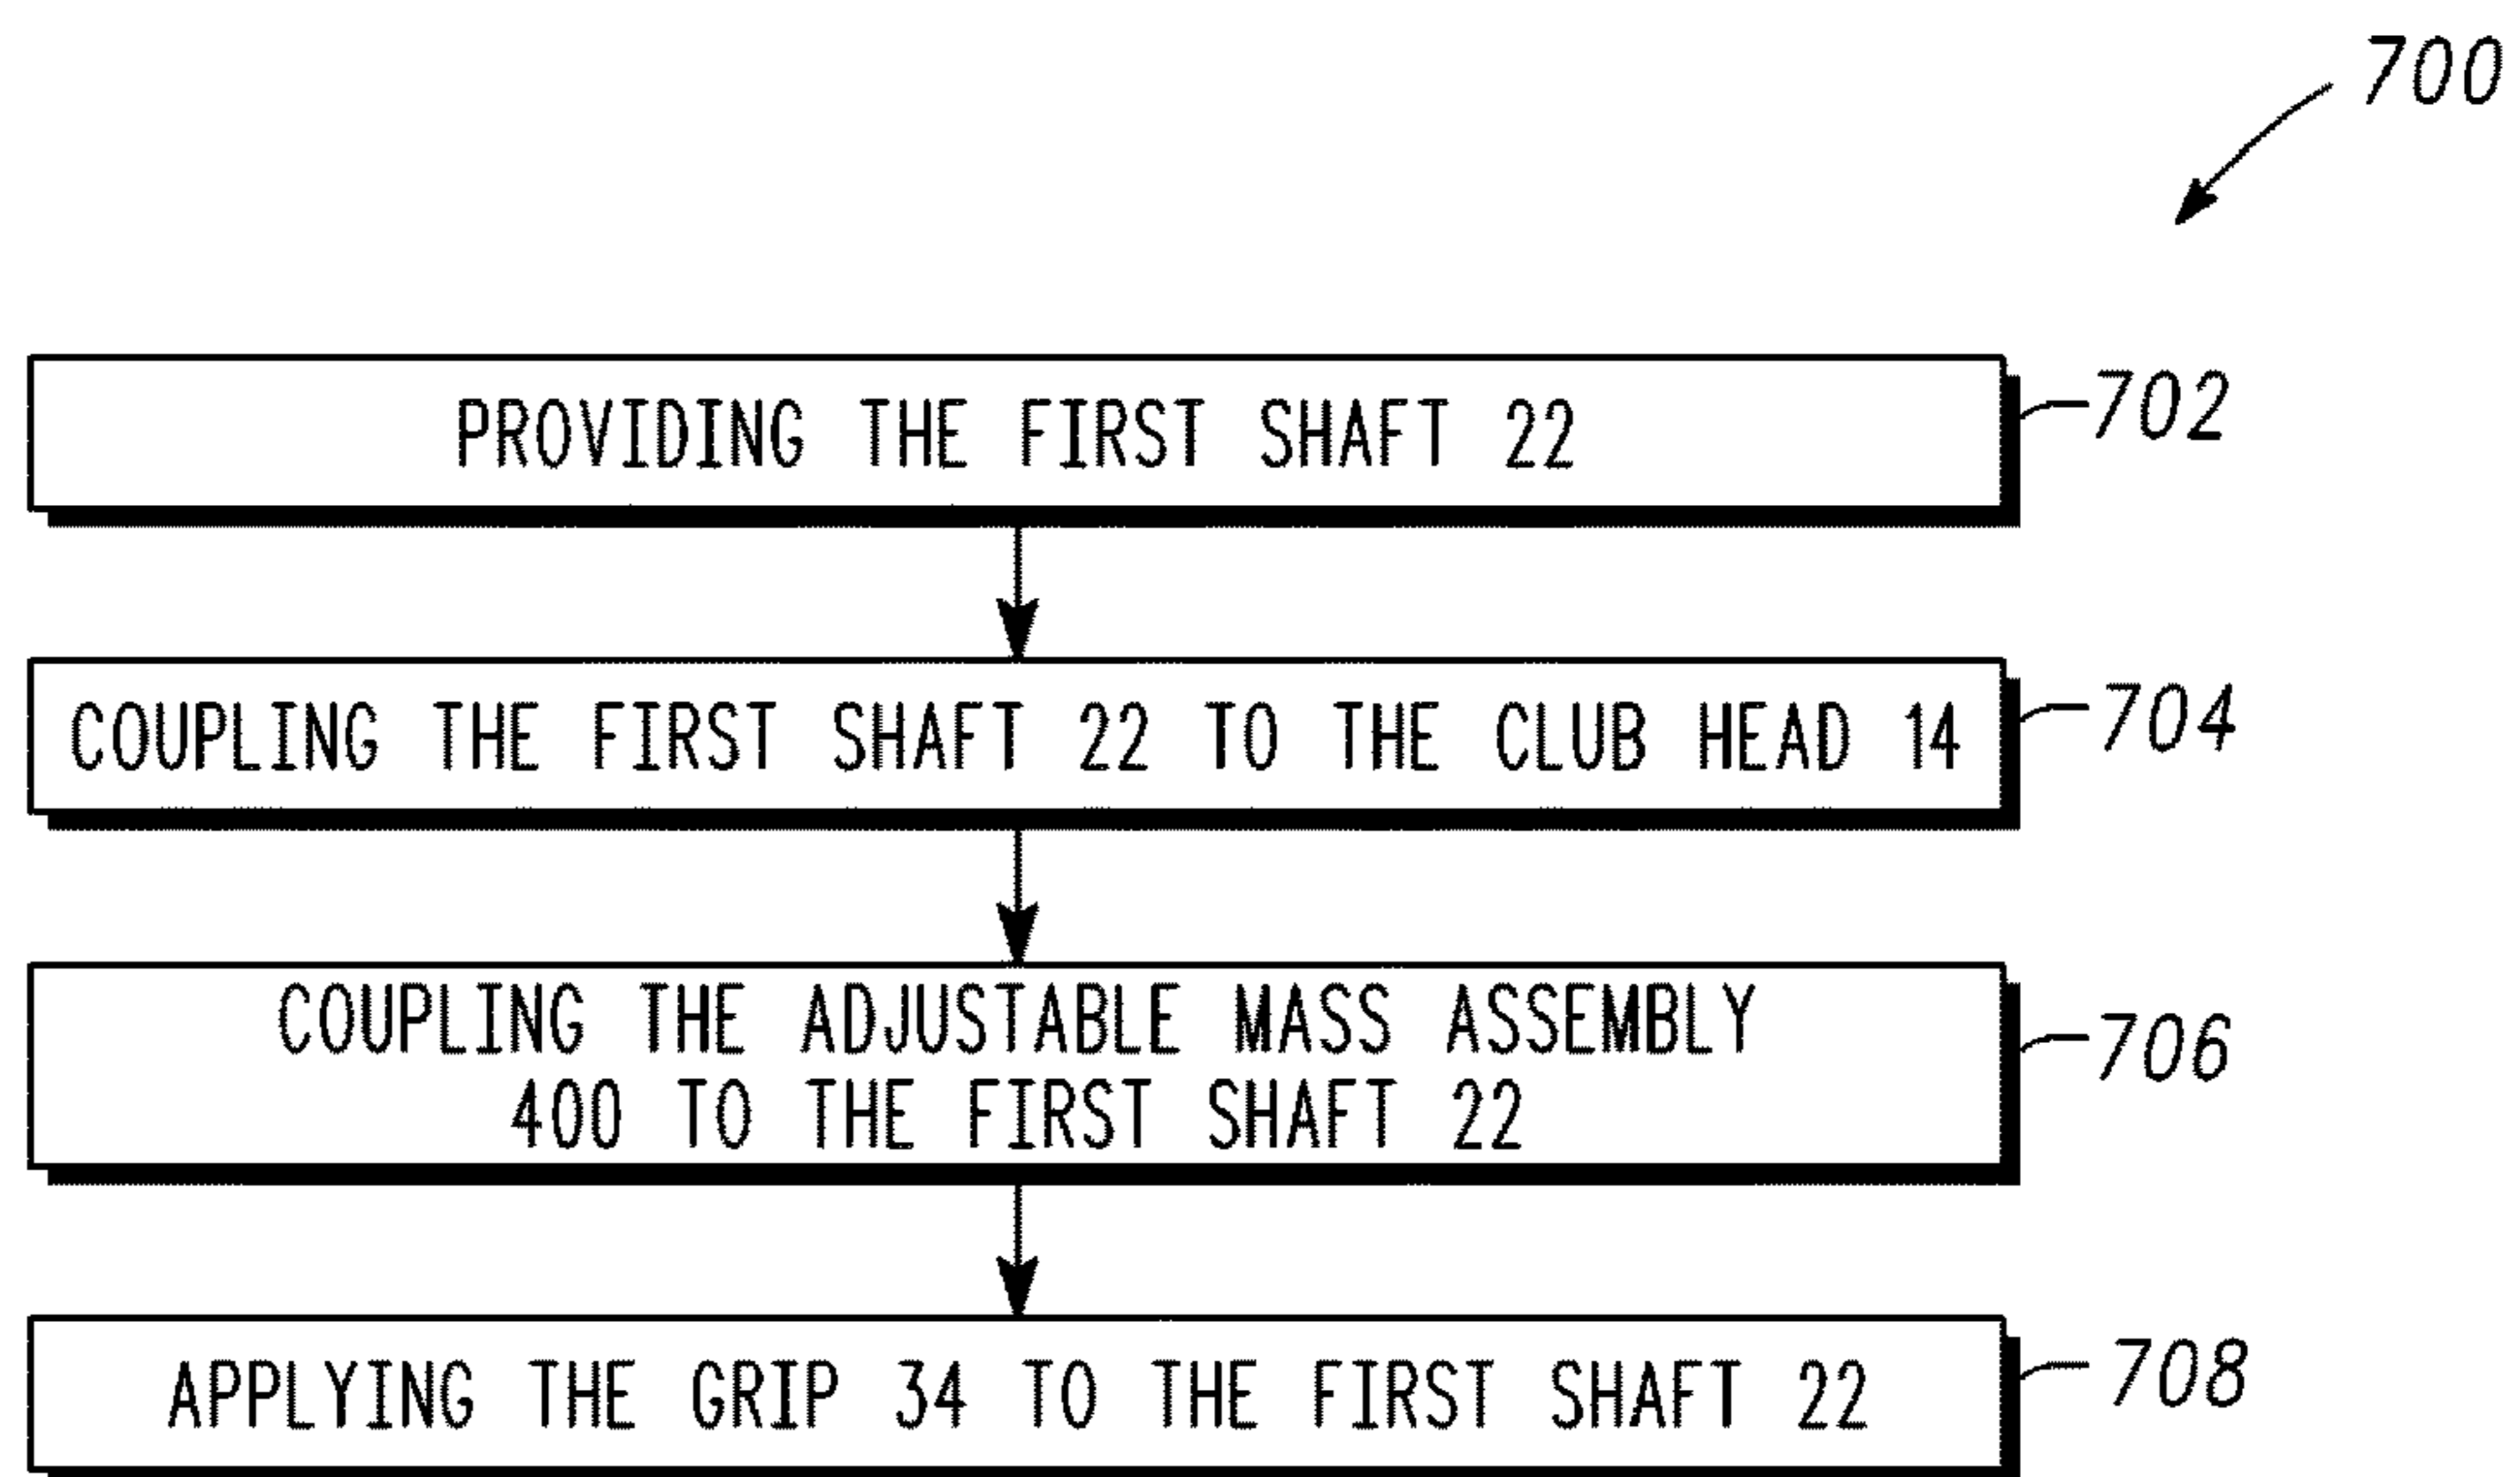 700
PROVIDING THE FIRST SHAFT 22
702
COUPLING THE FIRST SHAFT 22 TO THE CLUB HEAD 14
704
COUPLING THE ADJUSTABLE MASS ASSEMBLY
400 TO THE FIRST SHAFT 22
706
APPLYING THE GRIP 34 TO THE FIRST SHAFT 22
708